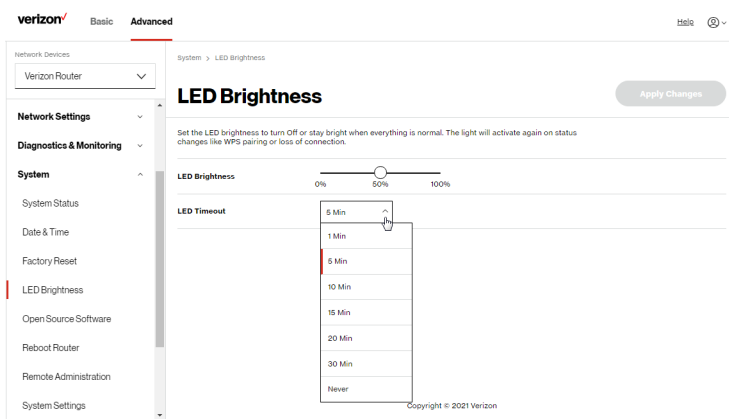 verizon✓
Basic
Advanced
Help
Network Devices
Verizon Router
Network Settings
Diagnostics & Monitoring
System
System Status
Date & Time
Factory Reset
LED Brightness
Open Source Software
Reboot Router
Remote Administration
System Settings
System > LED Brightness
LED Brightness
Apply Changes
Set the LED brightness to turn Off or stay bright when everything is normal. The light will activate again on status
changes like WPS pairing or loss of connection.
LED Brightness
0% 50% 100%
LED Timeout
5 Min
1 Min
5 Min
10 Min
15 Min
20 Min
30 Min
Never
Copyright © 2021 Verizon